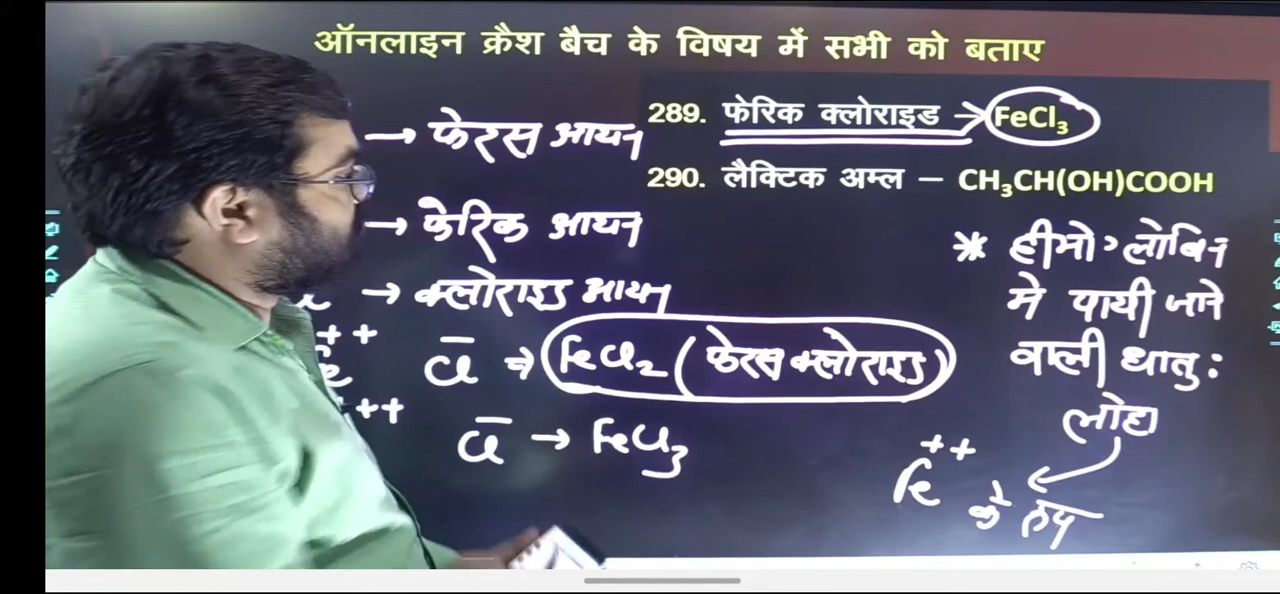 ऑनलाइन क्रैश बैच के विषय में सभी को बताए
289. फेरिक क्लोराइड → FeCl₃
290. लैक्टिक अम्ल – CH₃CH(OH)COOH
→ फेरस आयन
→ फेरिक आयन
→ क्लोराइड आयन
++
Cl⁻ → FeCl₂ (फेरस क्लोराइड)
++
Cl⁻ → FeCl₃
* हीमोग्लोबिन
में पायी जाने
वाली धातु:
लोहा
Fe⁺⁺ के रूप